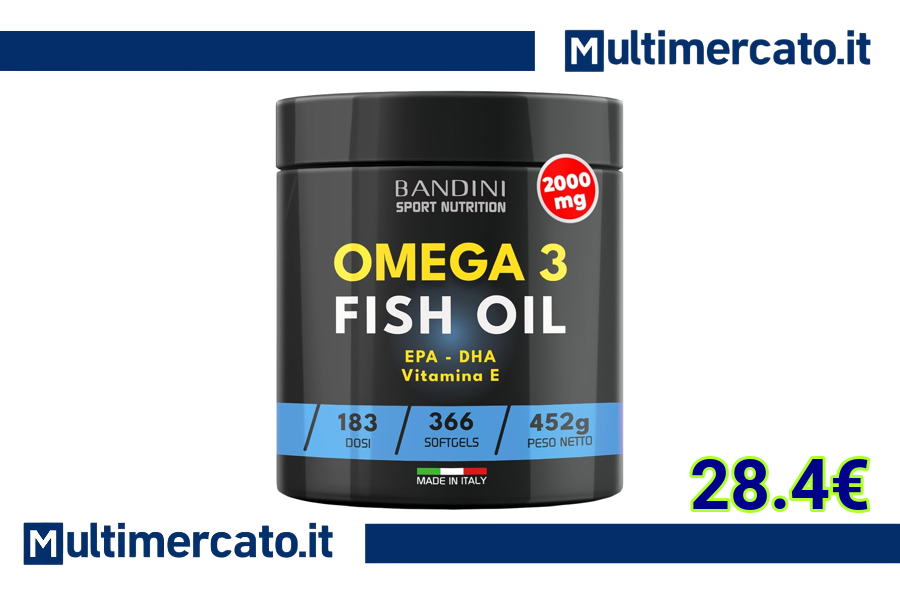 Multimercato.it
BANDINI
SPORT NUTRITION
2000
mg
OMEGA 3
FISH OIL
EPA - DHA
Vitamina E
183
DOSI
366
SOFTGELS
452g
PESO NETTO
MADE IN ITALY
28.4€
Multimercato.it